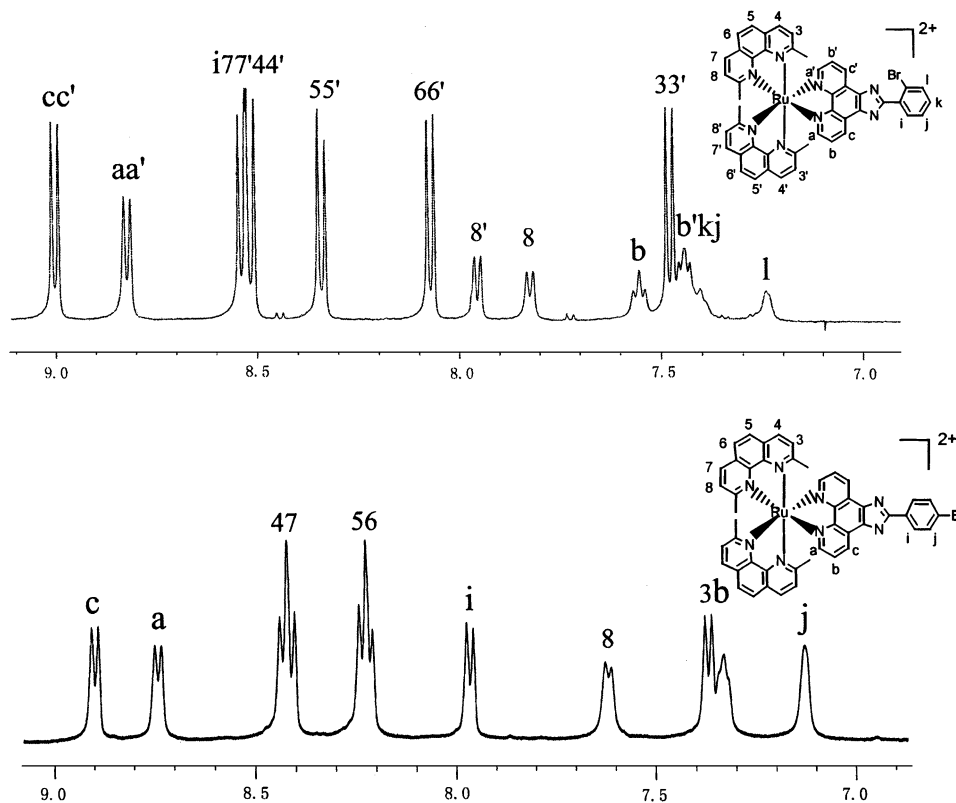 cc'
aa'
i77'44'
55'
66'
8'
8
b
33'
b'kj
l
9.0
8.5
8.0
7.5
7.0
5
4
6
3
7
8
N
N
Ru
N
N
8'
7'
6'
5'
4'
3'
b'
a'
c'
N
N
a
b
c
N
N
Br
l
k
j
i
2+
c
a
47
56
i
8
3b
j
9.0
8.5
8.0
7.5
7.0
5
4
6
3
7
8
N
N
Ru
N
N
N
N
a
b
c
N
N
i
j
B
2+